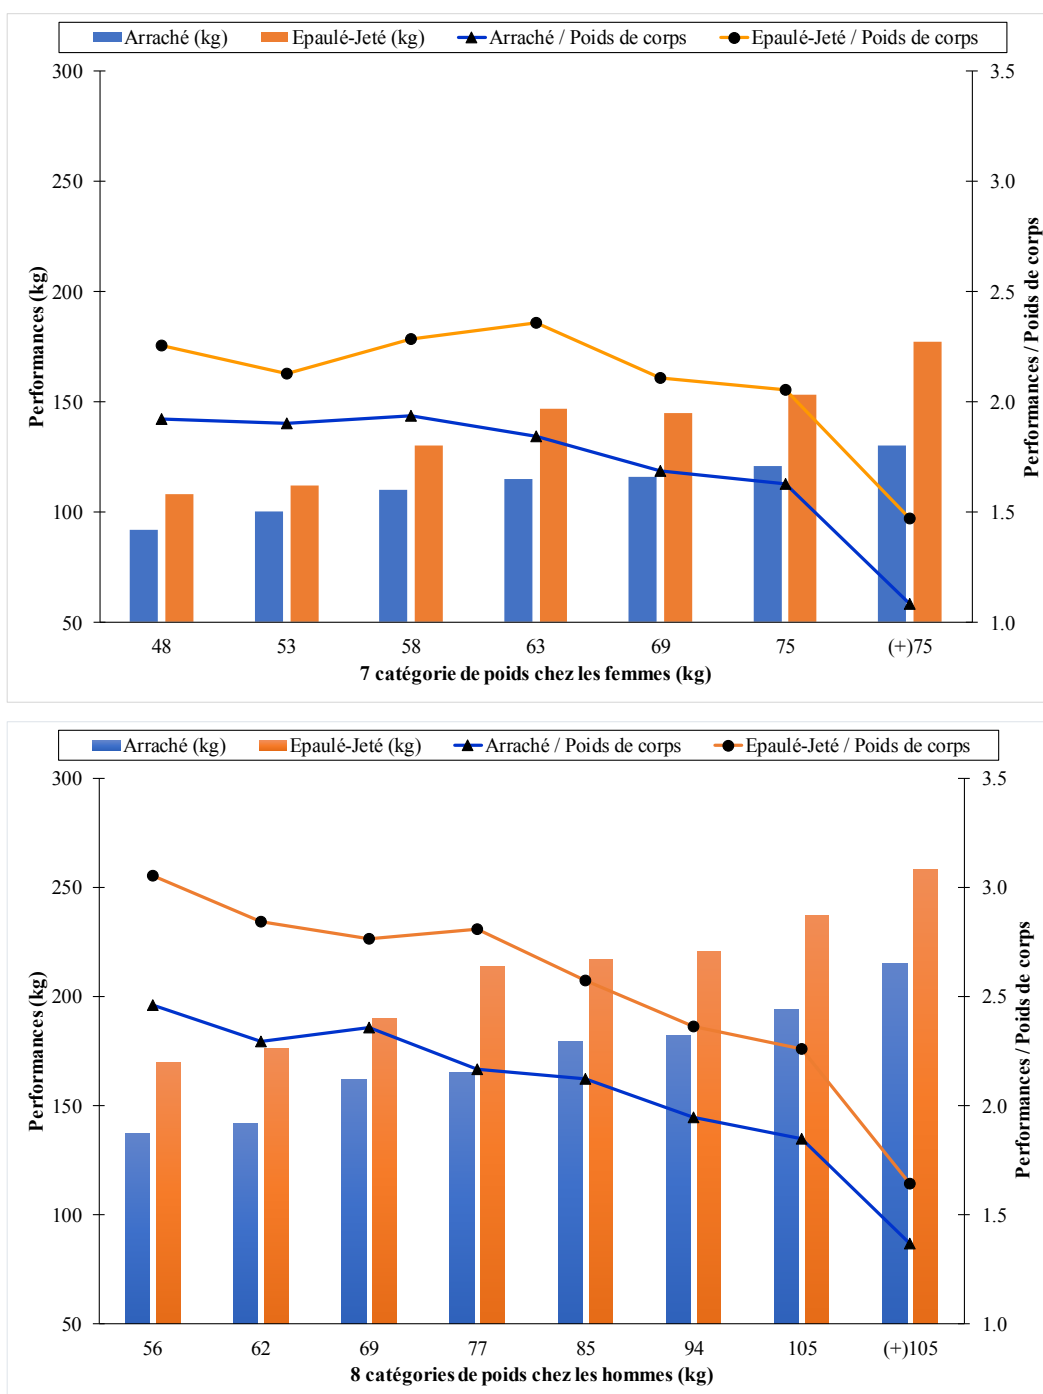 Arraché (kg) Epaulé-Jeté (kg) Arraché / Poids de corps Epaulé-Jeté / Poids de corps
300 3.5
250 3.0
200 2.5
150 2.0
100 1.5
50 1.0
Performances (kg)
Performances / Poids de corps
48 53 58 63 69 75 (+)75
7 catégorie de poids chez les femmes (kg)
Arraché (kg) Epaulé-Jeté (kg) Arraché / Poids de corps Epaulé-Jeté / Poids de corps
300 3.5
250 3.0
200 2.5
150 2.0
100 1.5
50 1.0
Performances (kg)
Performances / Poids de corps
56 62 69 77 85 94 105 (+)105
8 catégories de poids chez les hommes (kg)